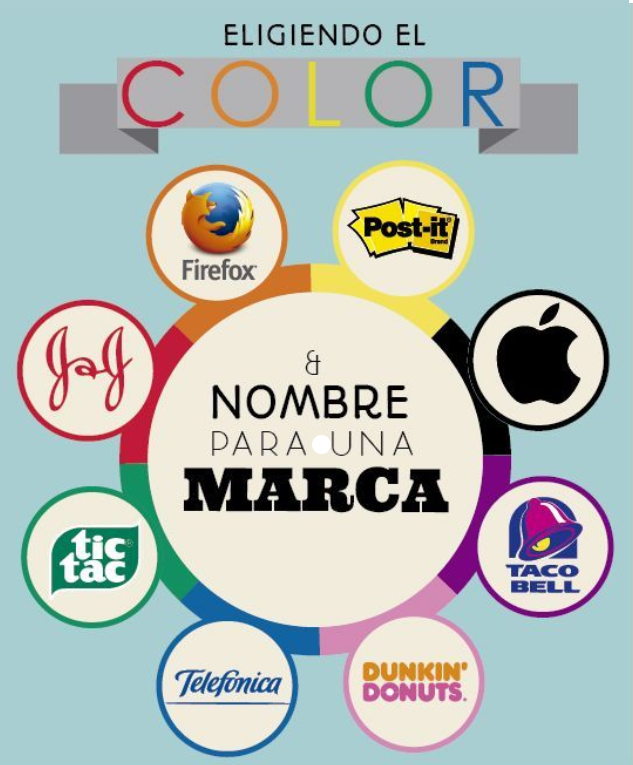 ELIGIENDO EL
COLOR
Firefox
Post-it®
Brand
J&J
&
NOMBRE
PARA UNA
MARCA
tic
tac
TACO
BELL
Telefónica
DUNKIN'
DONUTS.